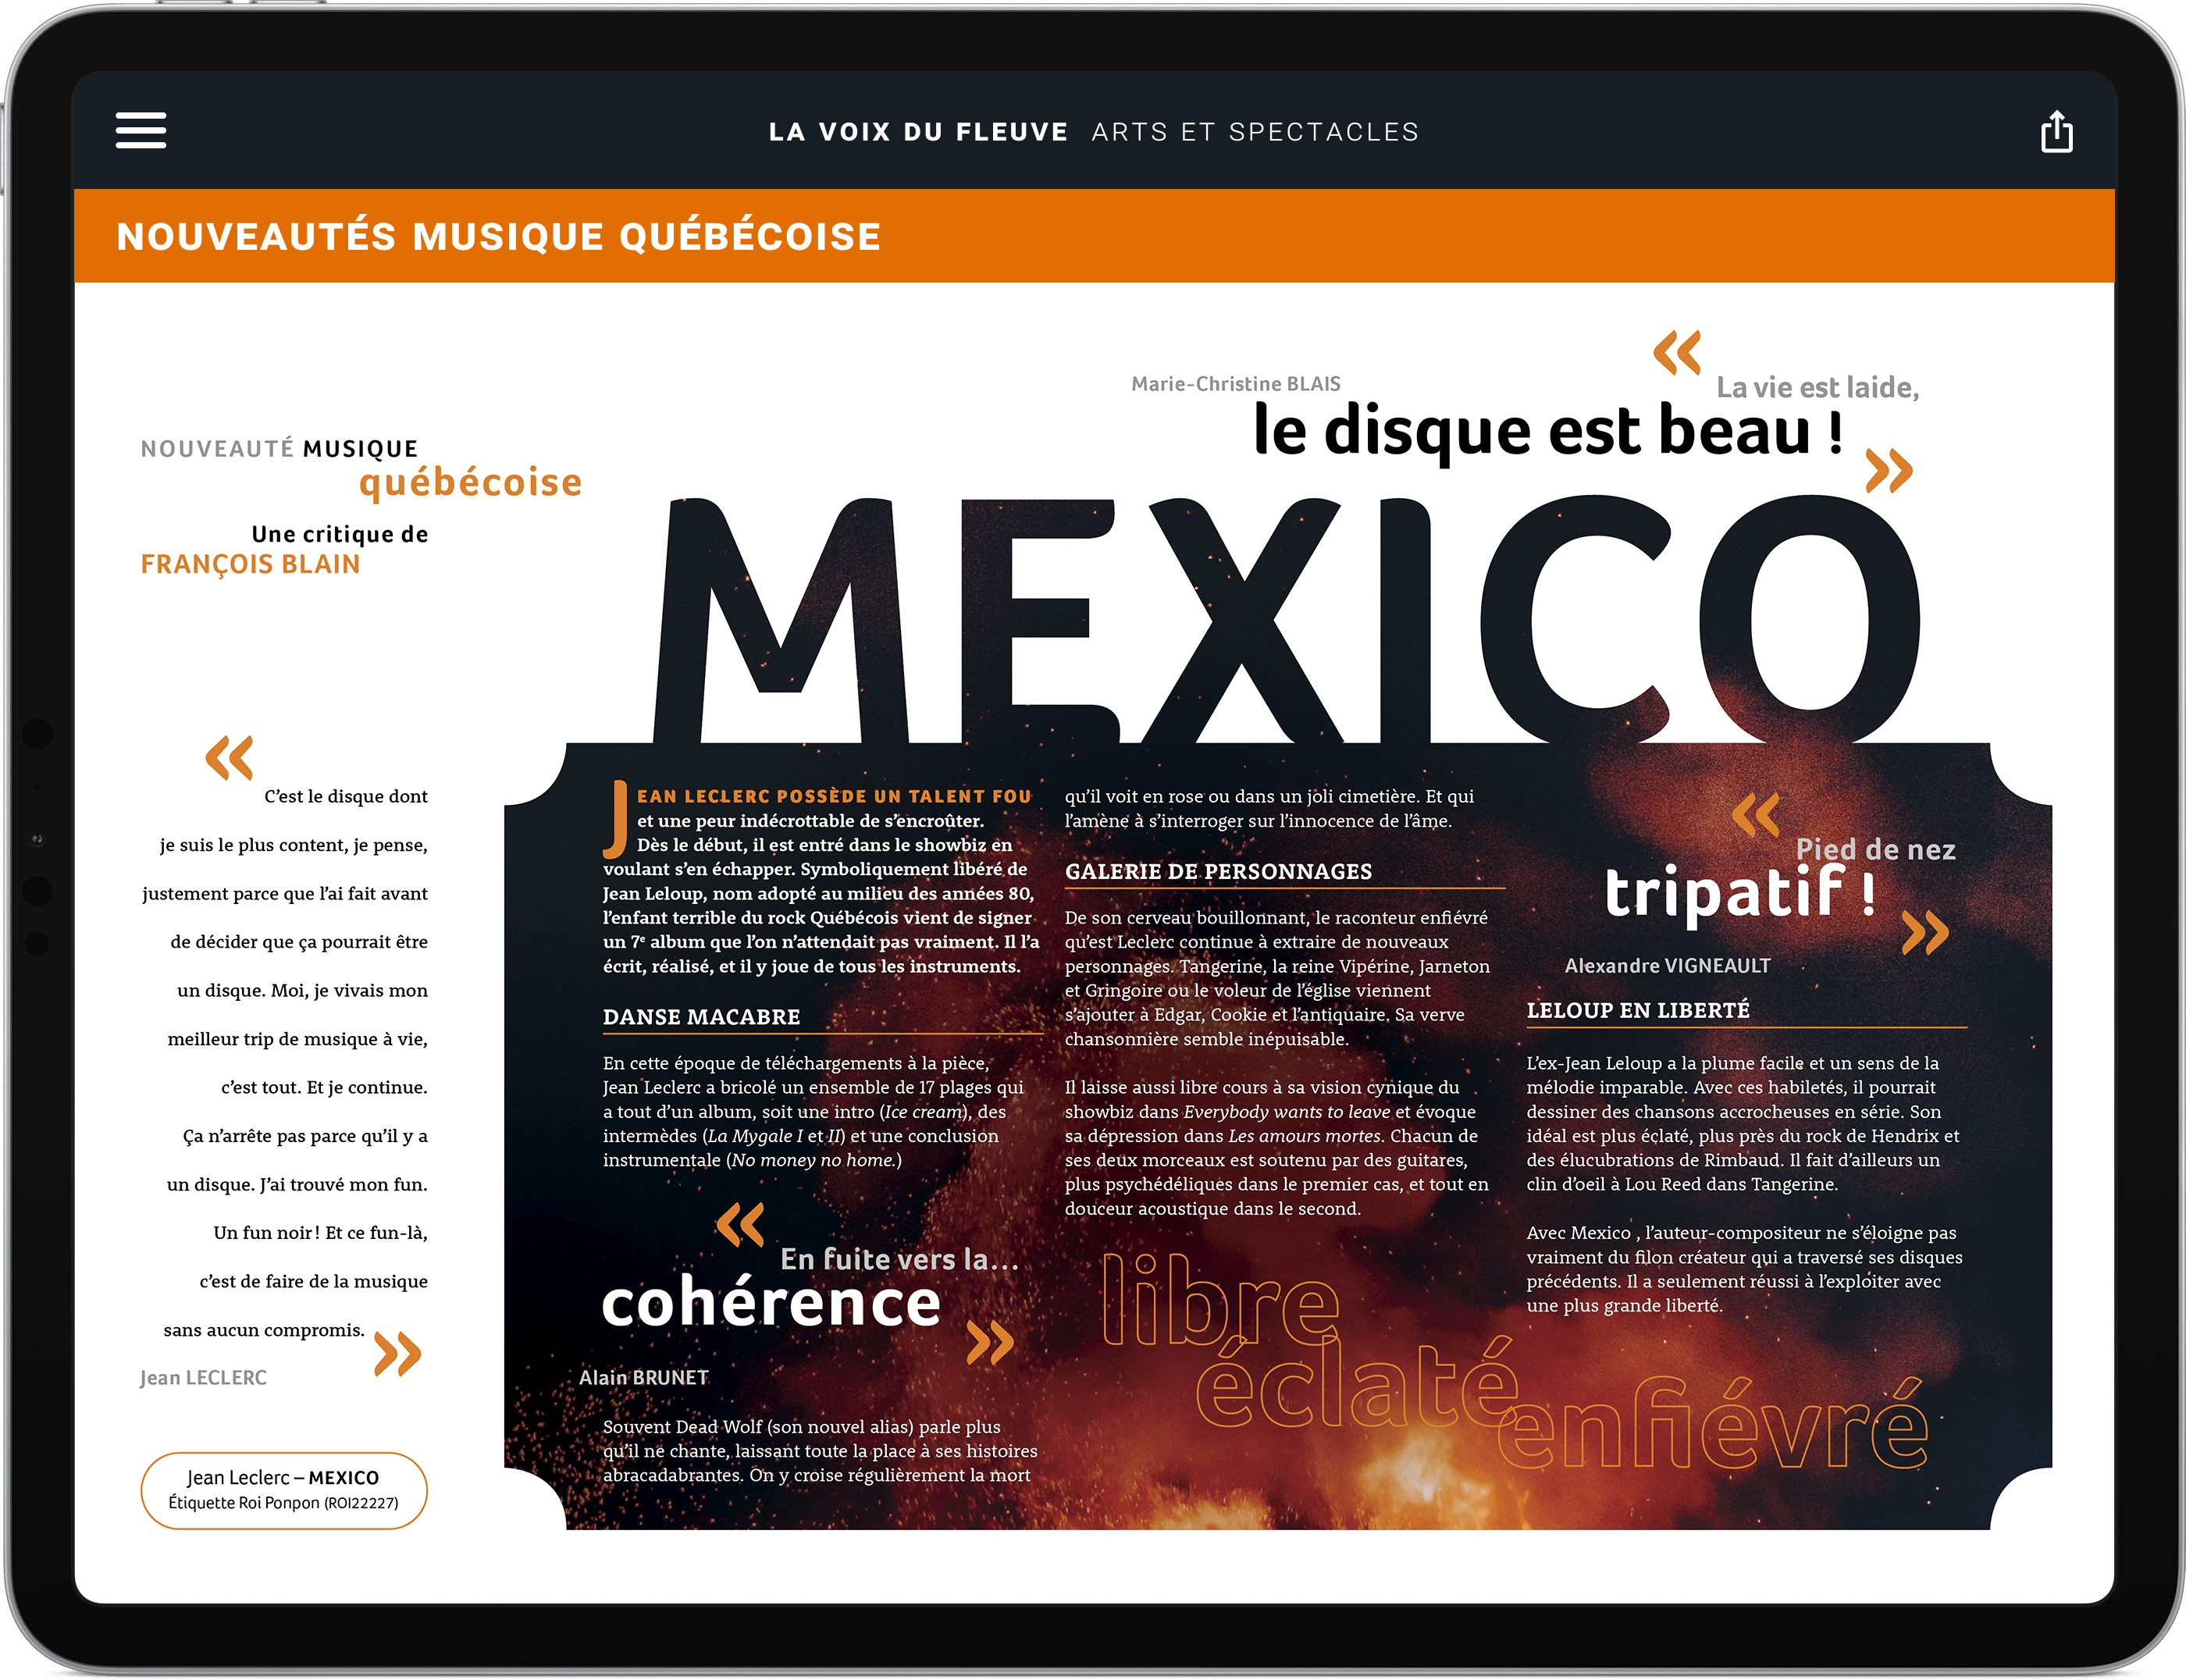 LA VOIX DU FLEUVE ARTS ET SPECTACLES
NOUVEAUTÉS MUSIQUE QUÉBÉCOISE
NOUVEAUTÉ MUSIQUE
québécoise
Une critique de
FRANÇOIS BLAIN
«
C’est le disque dont
je suis le plus content, je pense,
justement parce que l’ai fait avant
de décider que ça pourrait être
un disque. Moi, je vivais mon
meilleur trip de musique à vie,
c’est tout. Et je continue.
Ça n’arrête pas parce qu’il y a
un disque. J’ai trouvé mon fun.
Un fun noir ! Et ce fun-là,
c’est de faire de la musique
sans aucun compromis. »
Jean LECLERC
Jean Leclerc – MEXICO
Étiquette Roi Ponpon (ROI22227)
Marie-Christine BLAIS
« La vie est laide,
le disque est beau ! »
MEXICO
JEAN LECLERC POSSÈDE UN TALENT FOU
et une peur indécrottable de s’encroûter.
Dès le début, il est entré dans le showbiz en
voulant s’en échapper. Symboliquement libéré de
Jean Leloup, nom adopté au milieu des années 80,
l’enfant terrible du rock Québécois vient de signer
un 7e album que l’on n’attendait pas vraiment. Il l’a
écrit, réalisé, et il y joue de tous les instruments.
DANSE MACABRE
En cette époque de téléchargements à la pièce,
Jean Leclerc a bricolé un ensemble de 17 plages qui
a tout d’un album, soit une intro (Ice cream), des
intermèdes (La Mygale I et II) et une conclusion
instrumentale (No money no home.)
« En fuite vers la...
cohérence »
Alain BRUNET
Souvent Dead Wolf (son nouvel alias) parle plus
qu’il ne chante, laissant toute la place à ses histoires
abracadabrantes. On y croise régulièrement la mort
qu’il voit en rose ou dans un joli cimetière. Et qui
l’amène à s’interroger sur l’innocence de l’âme.
GALERIE DE PERSONNAGES
De son cerveau bouillonnant, le raconteur enfiévré
qu’est Leclerc continue à extraire de nouveaux
personnages. Tangerine, la reine Vipérine, Jarneton
et Gringoire ou le voleur de l’église viennent
s’ajouter à Edgar, Cookie et l’antiquaire. Sa verve
chansonnière semble inépuisable.
Il laisse aussi libre cours à sa vision cynique du
showbiz dans Everybody wants to leave et évoque
sa dépression dans Les amours mortes. Chacun de
ses deux morceaux est soutenu par des guitares,
plus psychédéliques dans le premier cas, et tout en
douceur acoustique dans le second.
libre
éclaté
enfiévré
« Pied de nez
tripatif ! »
Alexandre VIGNEAULT
LELOUP EN LIBERTÉ
L’ex-Jean Leloup a la plume facile et un sens de la
mélodie imparable. Avec ces habiletés, il pourrait
dessiner des chansons accrocheuses en série. Son
idéal est plus éclaté, plus près du rock de Hendrix et
des élucubrations de Rimbaud. Il fait d’ailleurs un
clin d’oeil à Lou Reed dans Tangerine.
Avec Mexico , l’auteur-compositeur ne s’éloigne pas
vraiment du filon créateur qui a traversé ses disques
précédents. Il a seulement réussi à l’exploiter avec
une plus grande liberté.